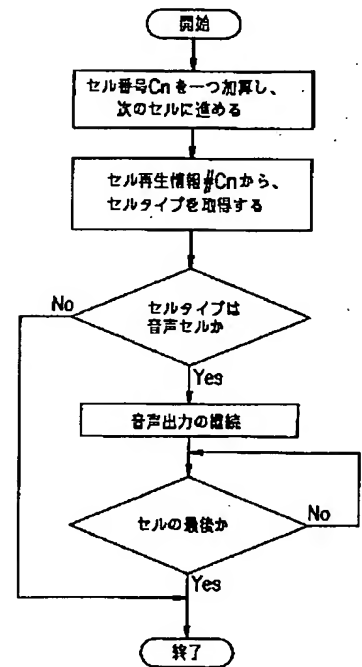 開始
セル番号Cnを一つ加算し、
次のセルに進める
セル再生情報#Cnから、
セルタイプを取得する
セルタイプは
音声セルか
No
Yes
音声出力の継続
セルの最後か
No
Yes
終了